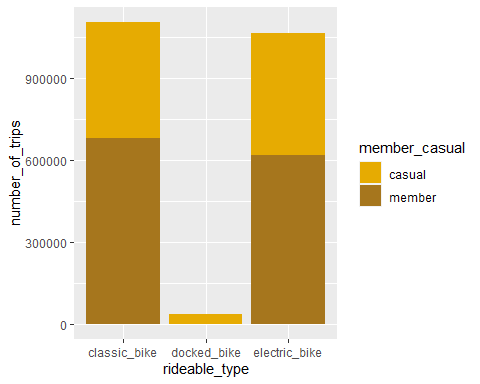 number_of_trips
900000
600000
300000
0
classic_bike
docked_bike
electric_bike
rideable_type
member_casual
casual
member